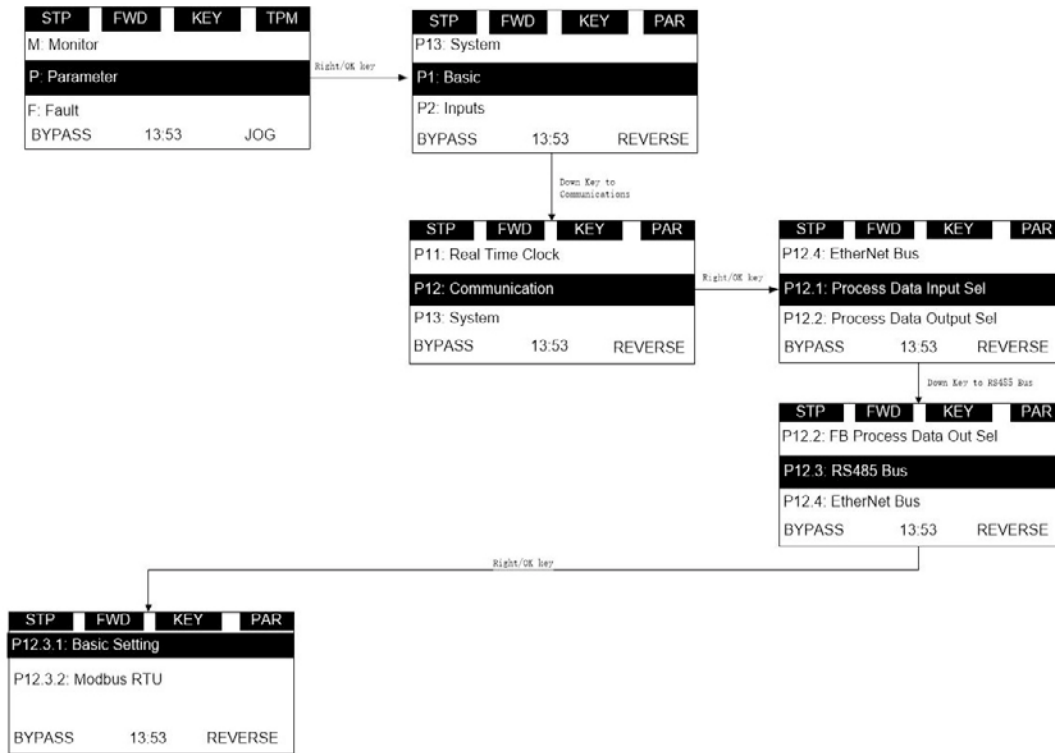 STP FWD KEY TPM
M: Monitor
P: Parameter
F: Fault
BYPASS 13:53 JOG
Right/OK key
STP FWD KEY PAR
P13: System
P1: Basic
P2: Inputs
BYPASS 13:53 REVERSE
Down Key to
Communications
STP FWD KEY PAR
P11: Real Time Clock
P12: Communication
P13: System
BYPASS 13:53 REVERSE
Right/OK key
STP FWD KEY PAR
P12.4: EtherNet Bus
P12.1: Process Data Input Sel
P12.2: Process Data Output Sel
BYPASS 13:53 REVERSE
Down Key to RS485 Bus
STP FWD KEY PAR
P12.2: FB Process Data Out Sel
P12.3: RS485 Bus
P12.4: EtherNet Bus
BYPASS 13:53 REVERSE
Right/OK key
STP FWD KEY PAR
P12.3.1: Basic Setting
P12.3.2: Modbus RTU
BYPASS 13:53 REVERSE